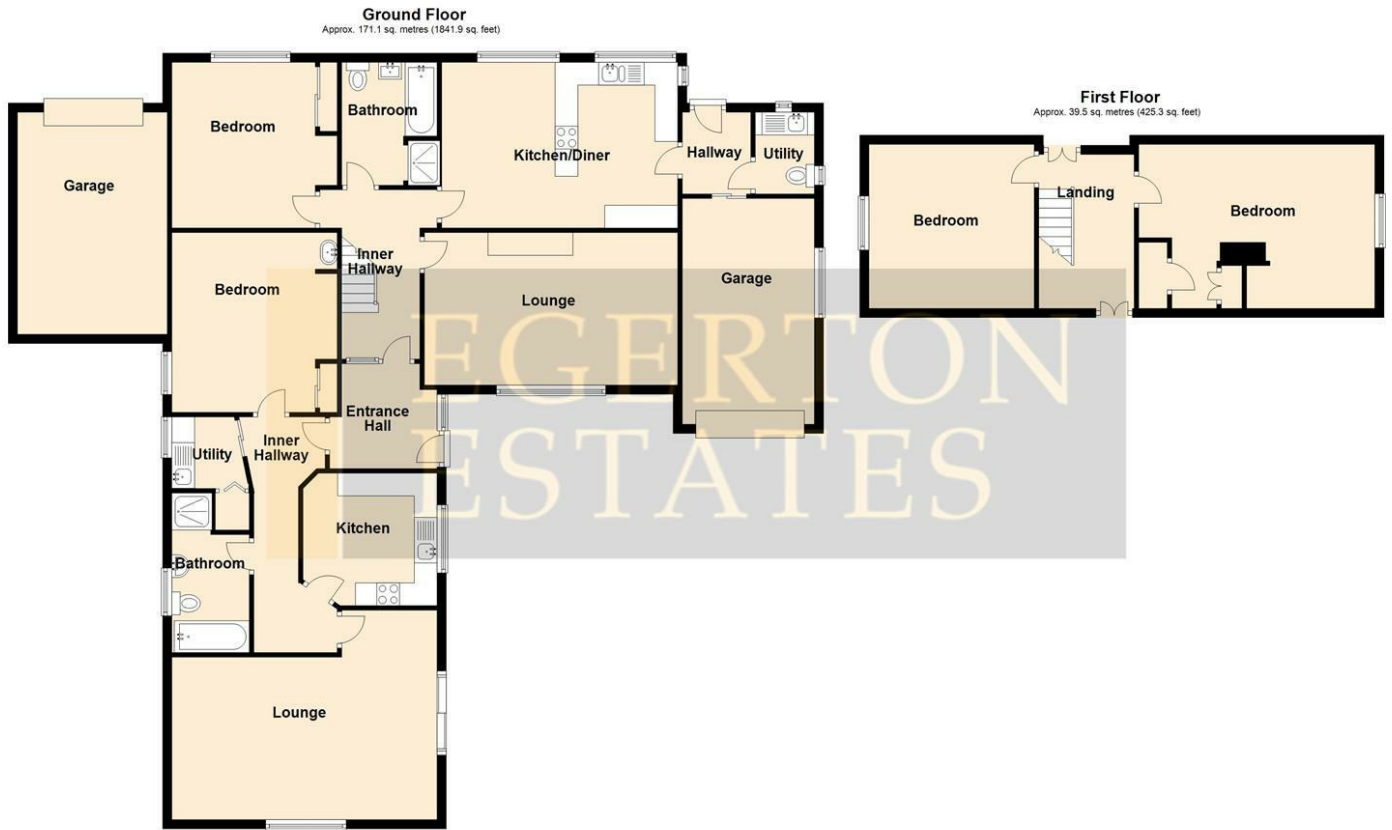 Ground Floor
Approx. 171.1 sq. metres (1841.9 sq. feet)
First Floor
Approx. 39.5 sq. metres (425.3 sq. feet)
Bedroom
Bathroom
Kitchen/Diner
Hallway
Utility
Garage
Bedroom
Inner
Hallway
Lounge
Garage
Entrance
Hall
Utility
Inner
Hallway
Kitchen
Bathroom
Lounge
Bedroom
Landing
Bedroom
EGERTON
ESTATES